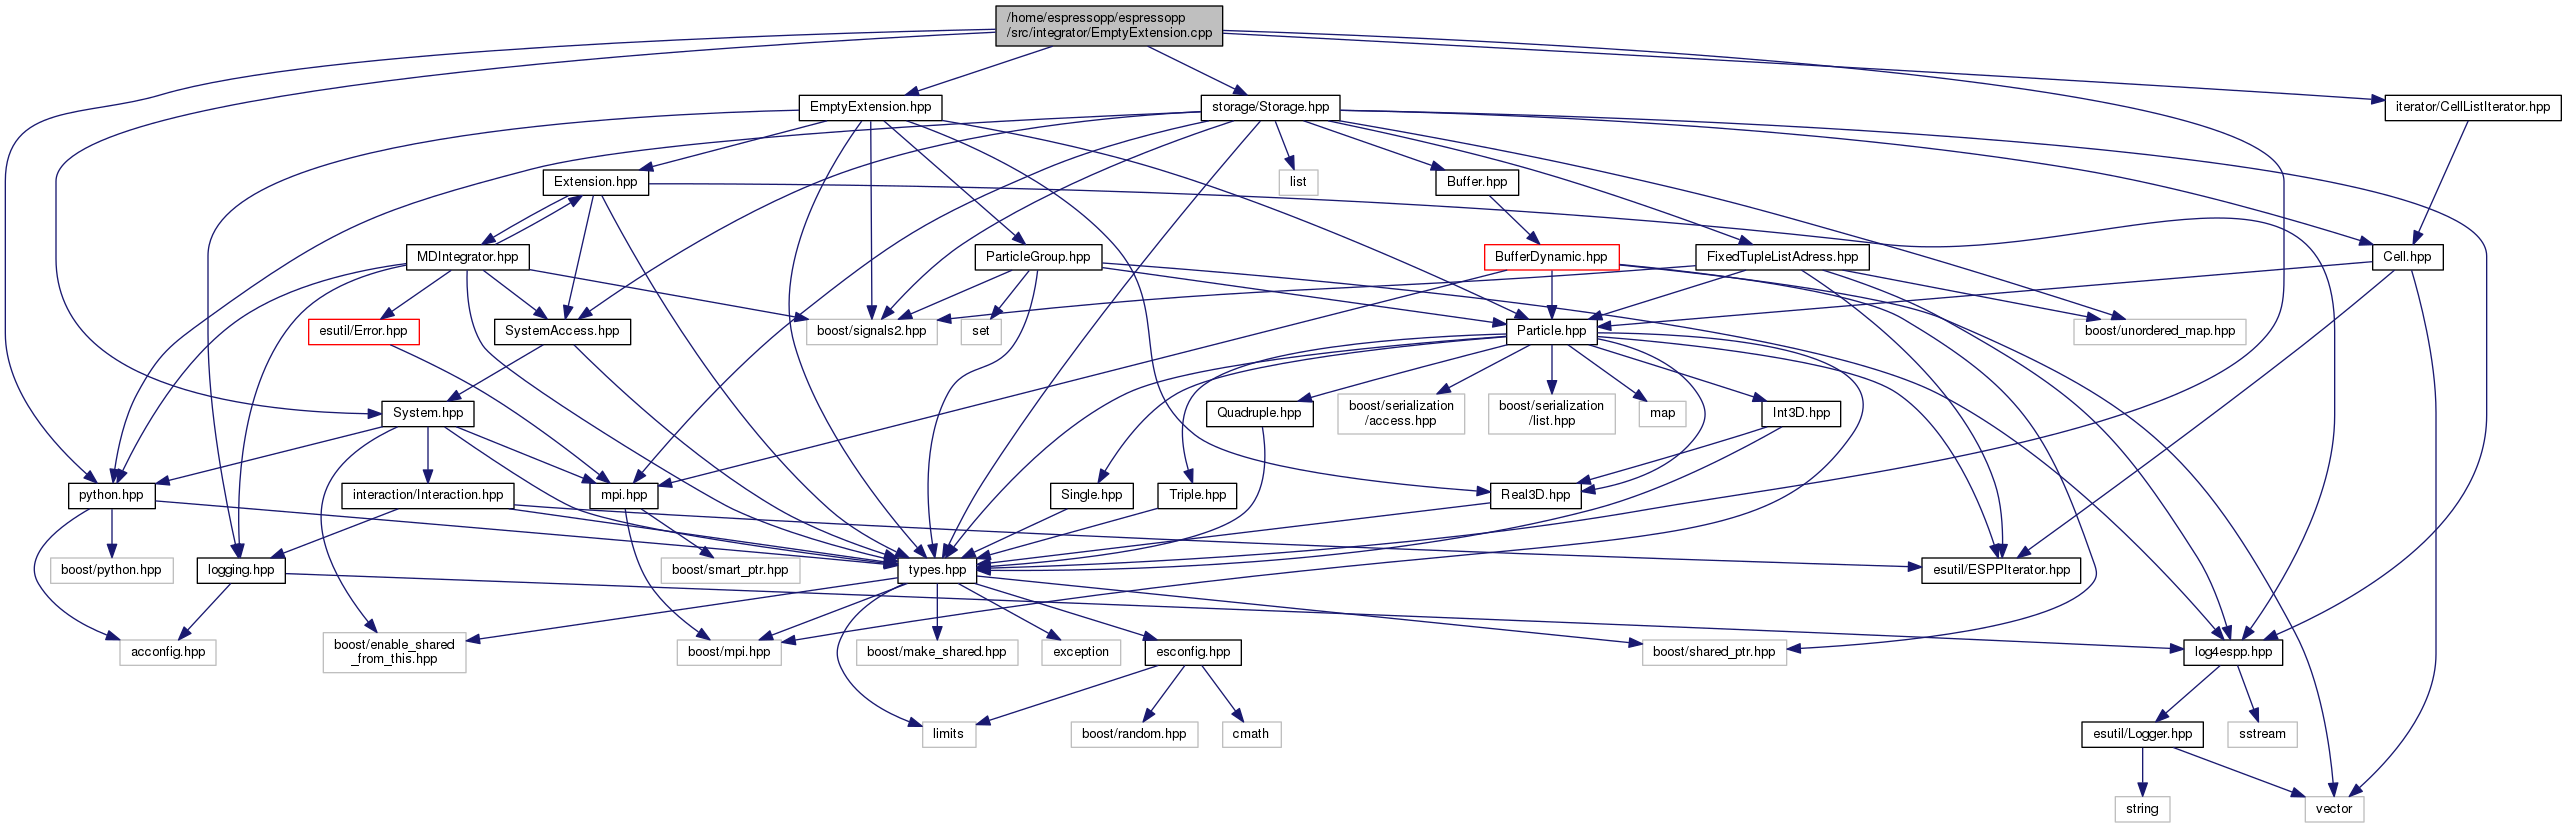 /home/espressopp/espressopp
/src/integrator/EmptyExtension.cpp
EmptyExtension.hpp
storage/Storage.hpp
iterator/CellListIterator.hpp
Extension.hpp
list
Buffer.hpp
MDIntegrator.hpp
ParticleGroup.hpp
BufferDynamic.hpp
FixedTupleListAdress.hpp
Cell.hpp
esutil/Error.hpp
SystemAccess.hpp
boost/signals2.hpp
set
Particle.hpp
boost/unordered_map.hpp
System.hpp
Quadruple.hpp
boost/serialization
/access.hpp
boost/serialization
/list.hpp
map
Int3D.hpp
python.hpp
interaction/Interaction.hpp
mpi.hpp
Single.hpp
Triple.hpp
Real3D.hpp
boost/python.hpp
logging.hpp
boost/smart_ptr.hpp
types.hpp
esutil/ESPPIterator.hpp
acconfig.hpp
boost/enable_shared
_from_this.hpp
boost/mpi.hpp
boost/make_shared.hpp
exception
esconfig.hpp
boost/shared_ptr.hpp
log4espp.hpp
limits
boost/random.hpp
cmath
esutil/Logger.hpp
sstream
string
vector